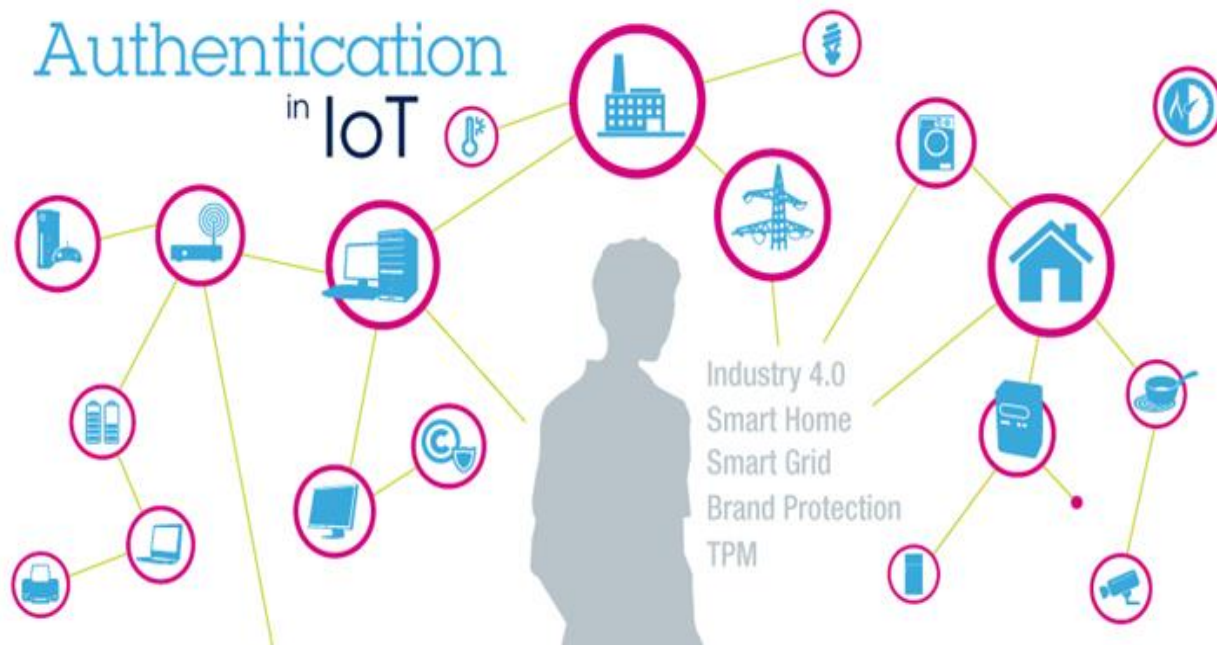 Authentication
in IoT
Industry 4.0
Smart Home
Smart Grid
Brand Protection
TPM
C